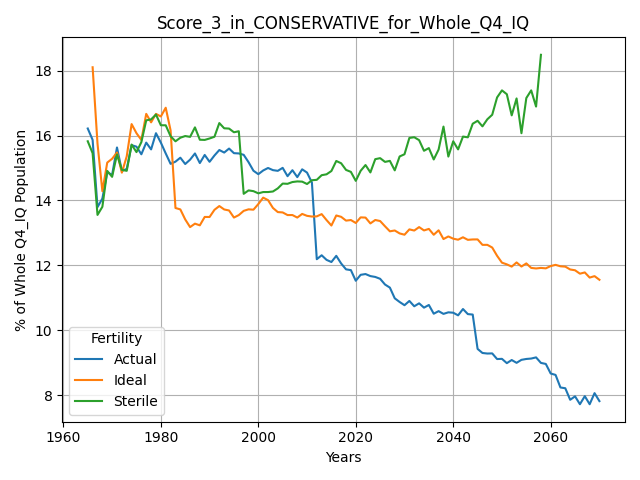 Score_3_in_CONSERVATIVE_for_Whole_Q4_IQ
% of Whole Q4_IQ Population
18
16
14
12
10
8
Fertility
Actual
Ideal
Sterile
1960 1980 2000 2020 2040 2060
Years